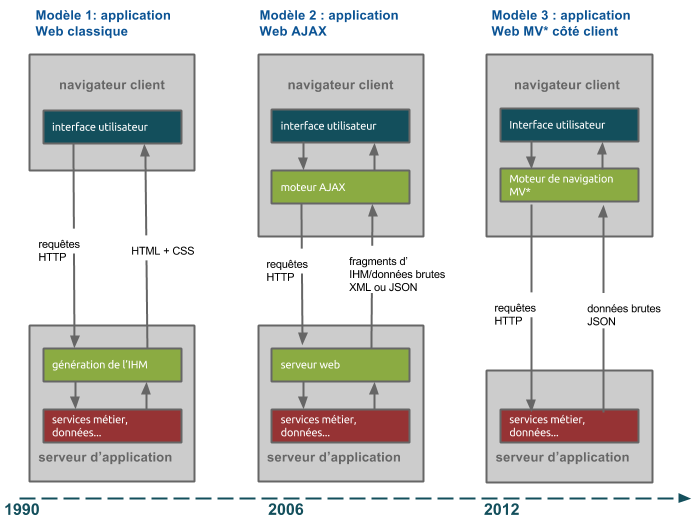 Modèle 1: application
Web classique
navigateur client
interface utilisateur
requêtes
HTTP
HTML + CSS
génération de l'IHM
services métier,
données...
serveur d'application
Modèle 2 : application
Web AJAX
navigateur client
interface utilisateur
moteur AJAX
requêtes
HTTP
fragments d'
IHM/données brutes
XML ou JSON
serveur web
services métier,
données...
serveur d'application
Modèle 3 : application
Web MV* côté client
navigateur client
Interface utilisateur
Moteur de navigation
MV*
requêtes
HTTP
données brutes
JSON
services métier,
données...
serveur d'application
1990
2006
2012